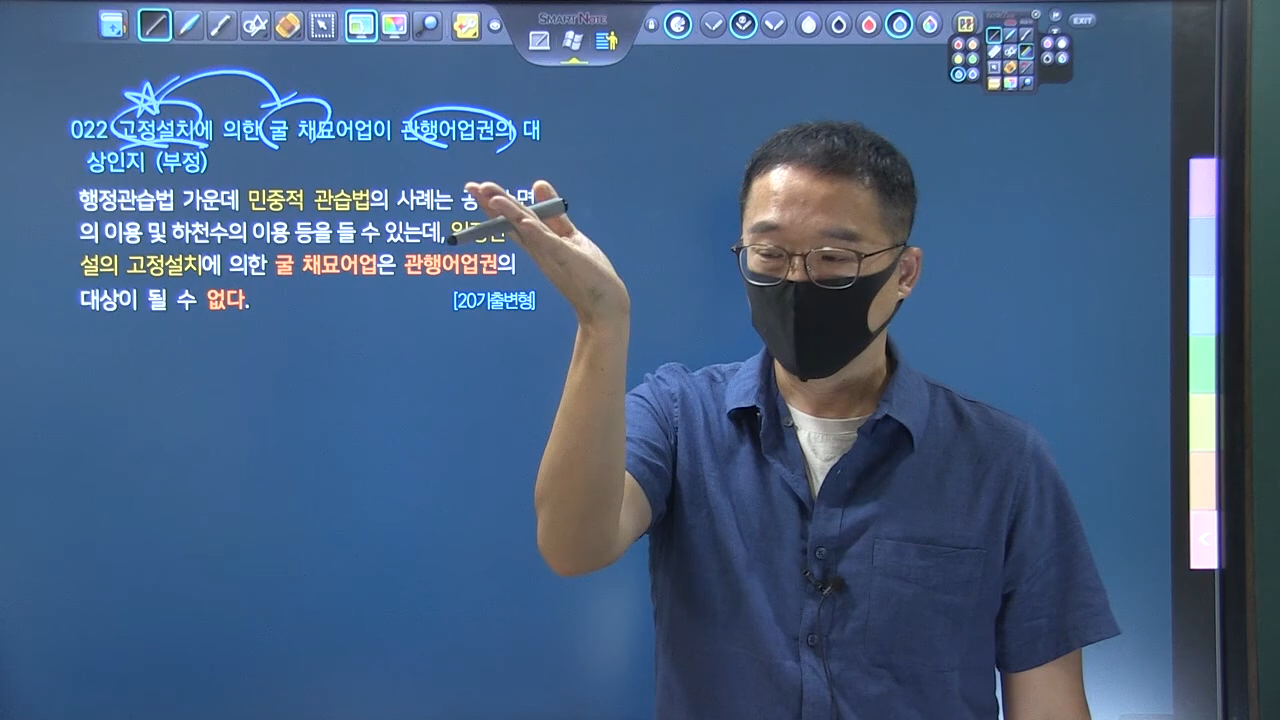 SMARTNOTE
EXIT
022 고정설치에 의한 굴 채묘어업이 관행어업권의 대
상인지 (부정)
행정관습법 가운데 민중적 관습법의 사례는 면
의 이용 및 하천수의 이용 등을 들 수 있는데,
설의 고정설치에 의한 굴 채묘어업은 관행어업권의
대상이 될 수 없다. [20기출변형]